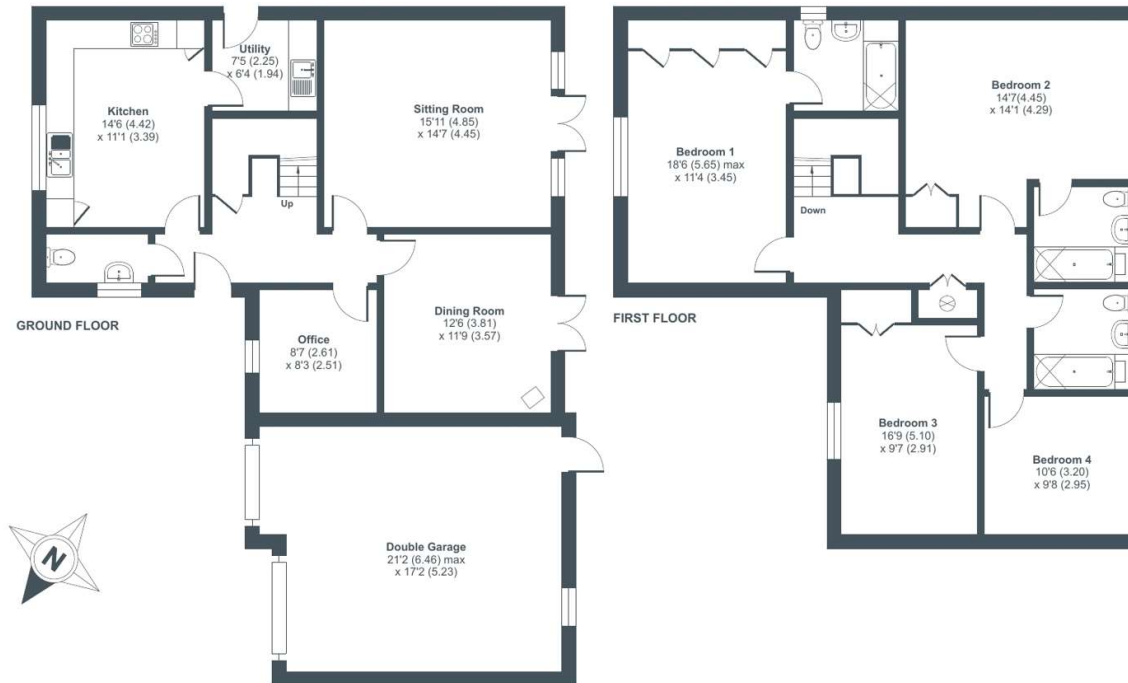 Utility
7'5 (2.25)
x 6'4 (1.94)
Kitchen
14'6 (4.42)
x 11'1 (3.39)
Sitting Room
15'11 (4.85)
x 14'7 (4.45)
Up
Dining Room
12'6 (3.81)
x 11'9 (3.57)
Office
8'7 (2.61)
x 8'3 (2.51)
GROUND FLOOR
Double Garage
21'2 (6.46) max
x 17'2 (5.23)
N
Bedroom 2
14'7(4.45)
x 14'1 (4.29)
Bedroom 1
18'6 (5.65) max
x 11'4 (3.45)
Down
FIRST FLOOR
Bedroom 3
16'9 (5.10)
x 9'7 (2.91)
Bedroom 4
10'6 (3.20)
x 9'8 (2.95)